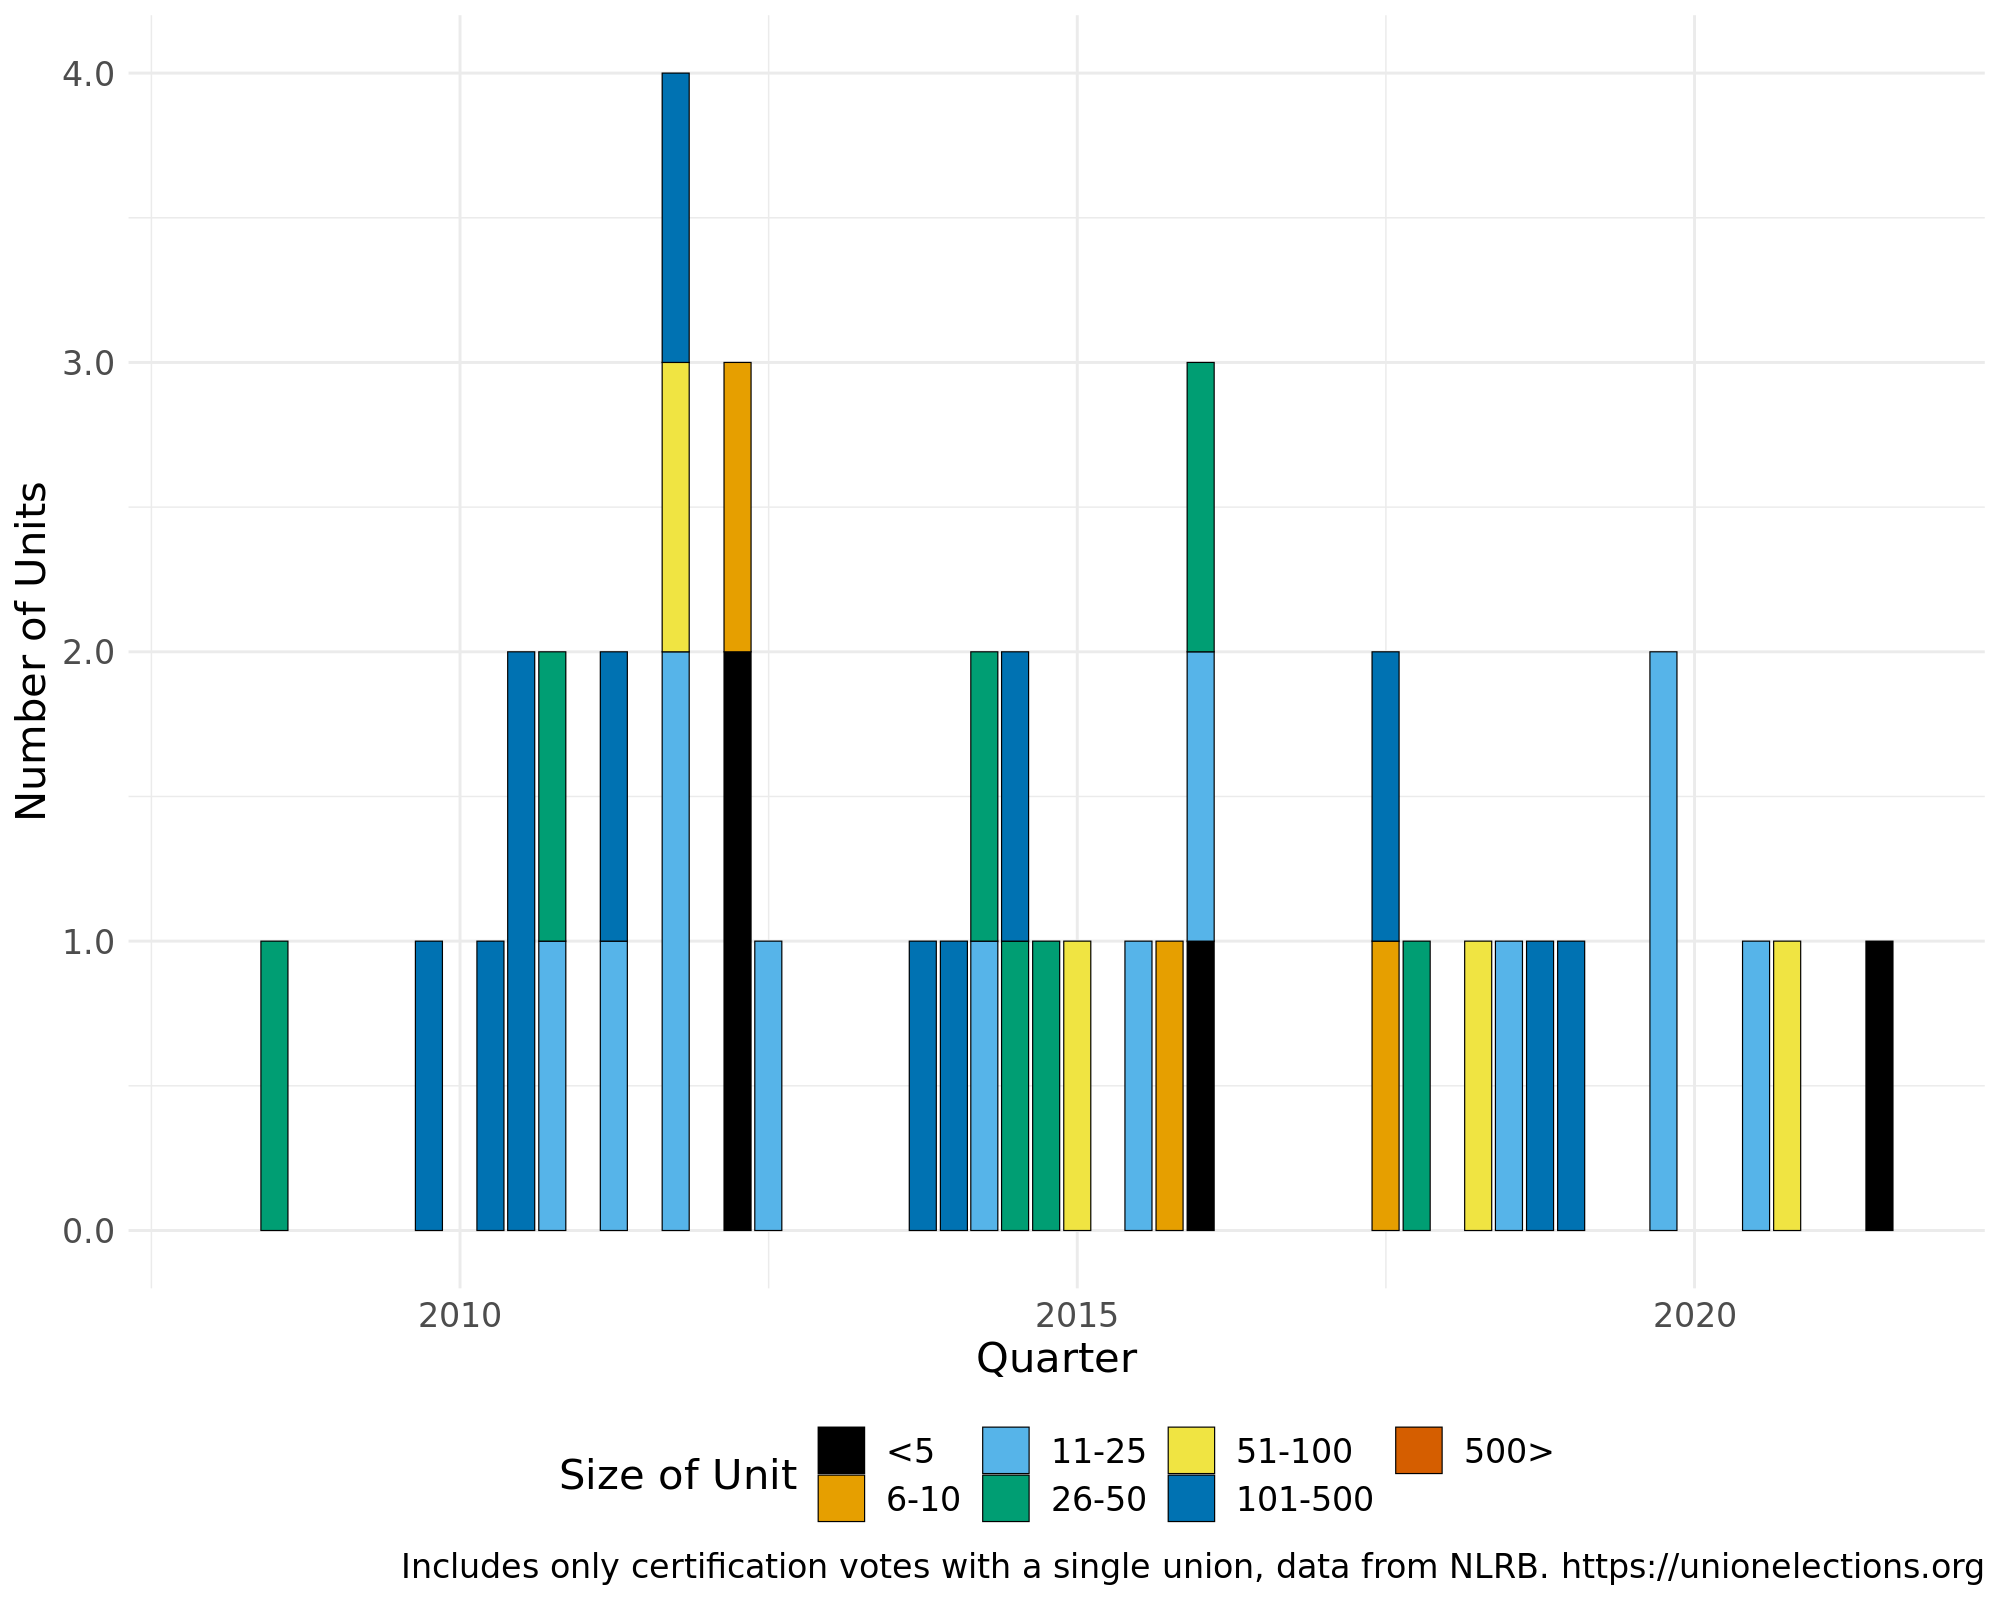 4.0
3.0
2.0
1.0
0.0
Number of Units
2010 2015 2020
Quarter
Size of Unit
<5 11-25 51-100 500>
6-10 26-50 101-500
Includes only certification votes with a single union, data from NLRB. https://unionelections.org